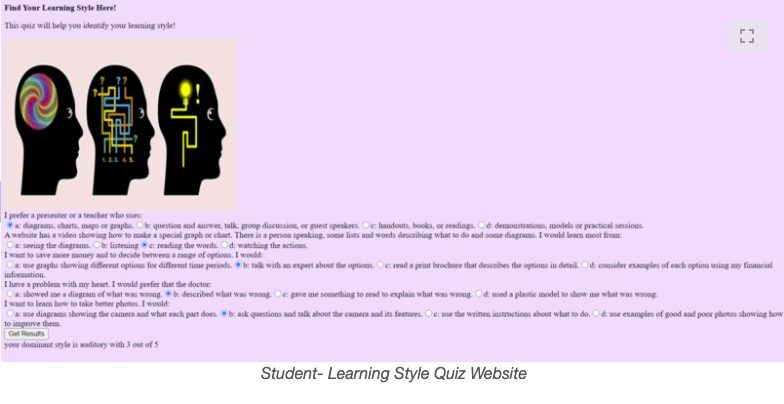 Find Your Learning Style Here!
This quiz will help you identify your learning style!
? ? ?
?
?
1. 2. 3. 4. 5.
!
I prefer a presenter or a teacher who uses:
a: diagrams, charts, maps or graphs. b: question and answer, talk, group discussion, or guest speakers. c: handouts, books, or readings. d: demonstrations, models or practical sessions.
A website has a video showing how to make a special graph or chart. There is a person speaking, some lists and words describing what to do and some diagrams. I would learn most from:
a: seeing the diagrams. b: listening c: reading the words. d: watching the actions.
I want to save more money and to decide between a range of options. I would:
a: use graphs showing different options for different time periods. b: talk with an expert about the options. c: read a print brochure that describes the options in detail. d: consider examples of each option using my financial
information.
I have a problem with my heart. I would prefer that the doctor:
a: showed me a diagram of what was wrong. b: described what was wrong. c: gave me something to read to explain what was wrong. d: used a plastic model to show me what was wrong.
I want to learn how to take better photos. I would:
a: use diagrams showing the camera and what each part does. b: ask questions and talk about the camera and its features. c: use the written instructions about what to do. d: use examples of good and poor photos showing how
to improve them.
Get Results
your dominant style is auditory with 3 out of 5
Student- Learning Style Quiz Website